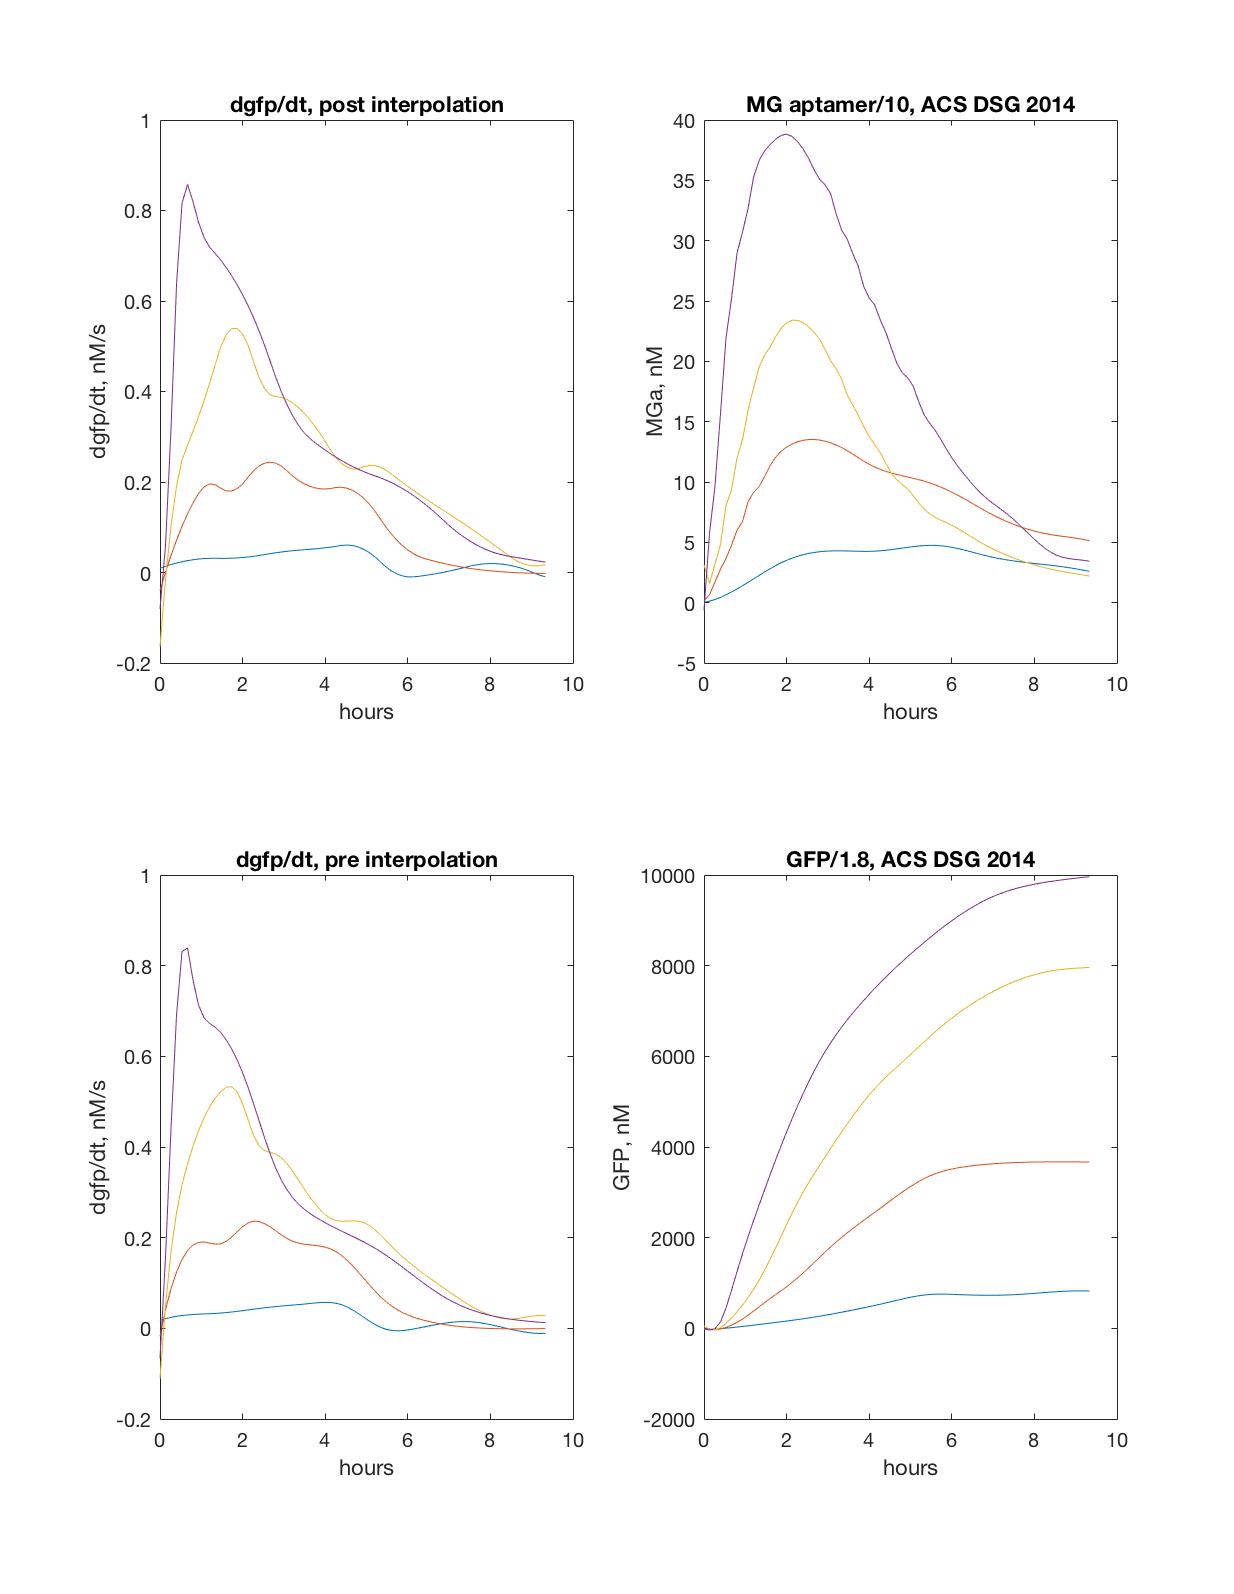 dgfp/dt, post interpolation
1
0.8
0.6
0.4
0.2
0
-0.2
dgfp/dt, nM/s
0 2 4 6 8 10
hours
MG aptamer/10, ACS DSG 2014
40
35
30
25
20
15
10
5
0
-5
MGa, nM
0 2 4 6 8 10
hours
dgfp/dt, pre interpolation
1
0.8
0.6
0.4
0.2
0
-0.2
dgfp/dt, nM/s
0 2 4 6 8 10
hours
GFP/1.8, ACS DSG 2014
10000
8000
6000
4000
2000
0
-2000
GFP, nM
0 2 4 6 8 10
hours